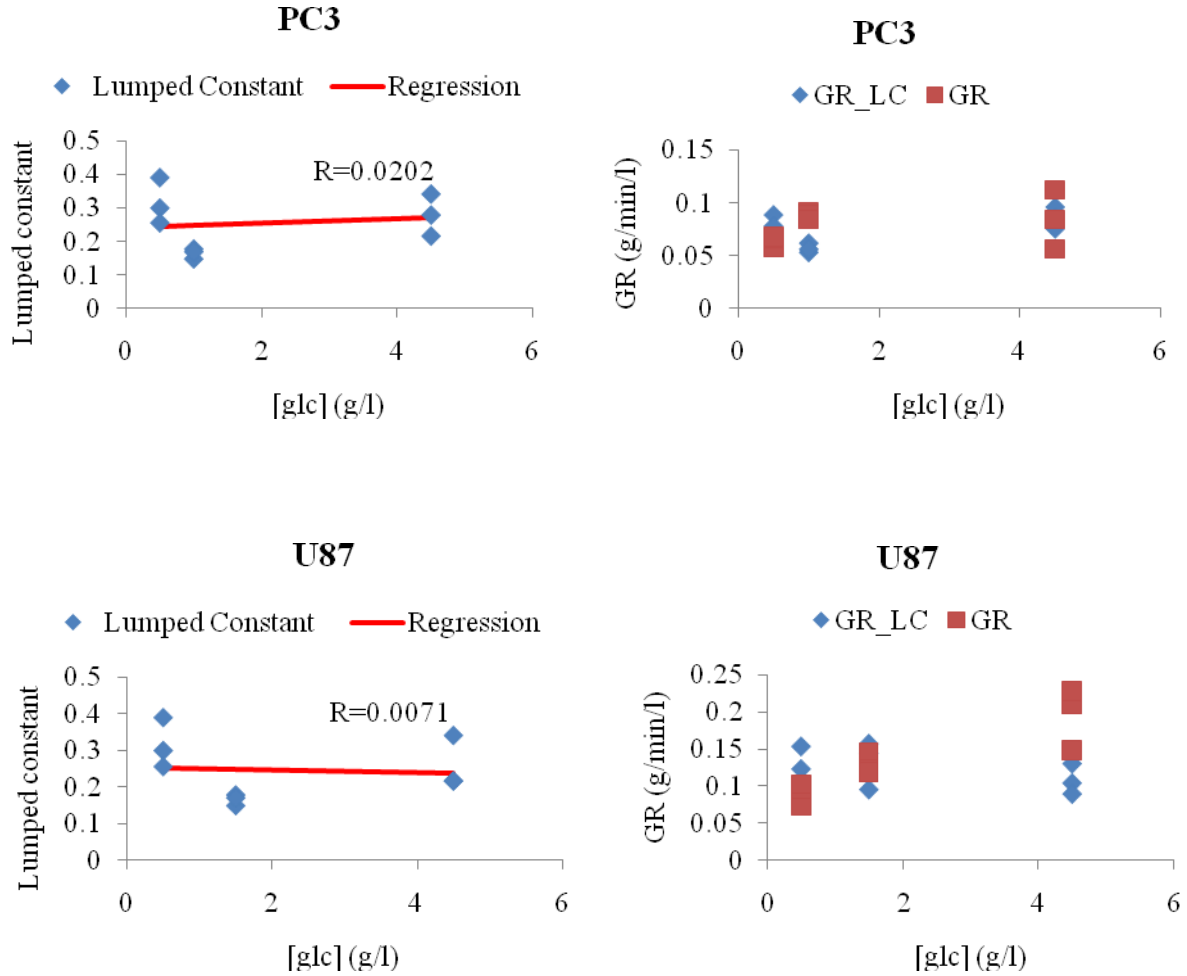 PC3
Lumped Constant Regression
Lumped constant
0.5
0.4
0.3
0.2
0.1
0
R=0.0202
0 2 4 6
[glc] (g/l)
PC3
GR_LC GR
GR (g/min/l)
0.15
0.1
0.05
0
0 2 4 6
[glc] (g/l)
U87
Lumped Constant Regression
Lumped constant
0.5
0.4
0.3
0.2
0.1
0
R=0.0071
0 2 4 6
[glc] (g/l)
U87
GR_LC GR
GR (g/min/l)
0.25
0.2
0.15
0.1
0.05
0
0 2 4 6
[glc] (g/l)